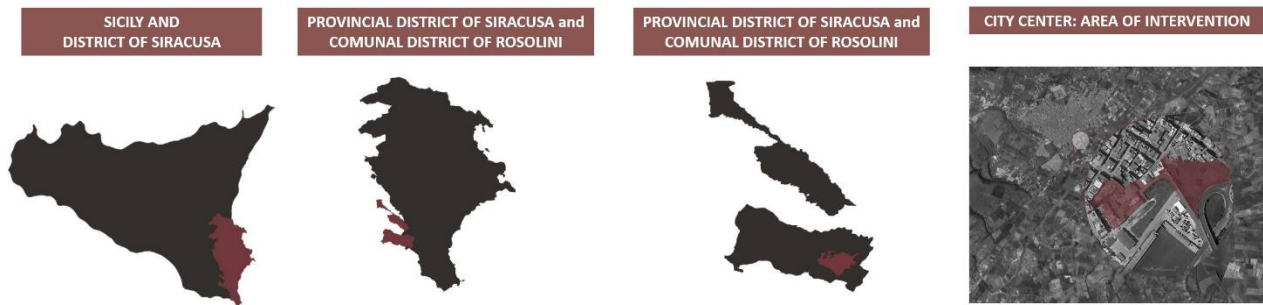 SICILY AND
DISTRICT OF SIRACUSA
PROVINCIAL DISTRICT OF SIRACUSA and
COMUNAL DISTRICT OF ROSOLINI
PROVINCIAL DISTRICT OF SIRACUSA and
COMUNAL DISTRICT OF ROSOLINI
CITY CENTER: AREA OF INTERVENTION